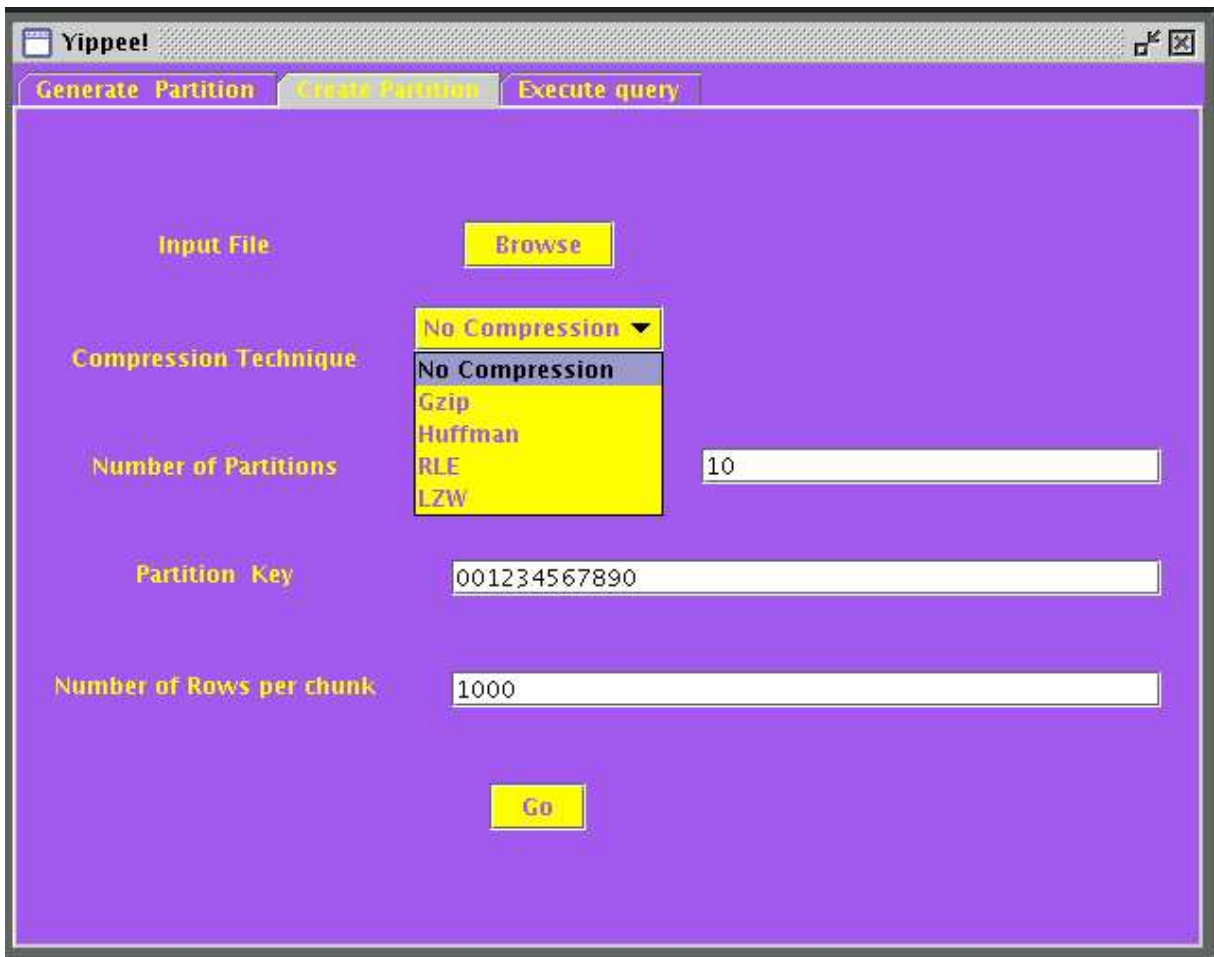 Yippee!
Generate Partition
Create Partition
Execute query
Input File
Browse
Compression Technique
No Compression
No Compression
Gzip
Huffman
RLE
LZW
Number of Partitions
10
Partition Key
001234567890
Number of Rows per chunk
1000
Go